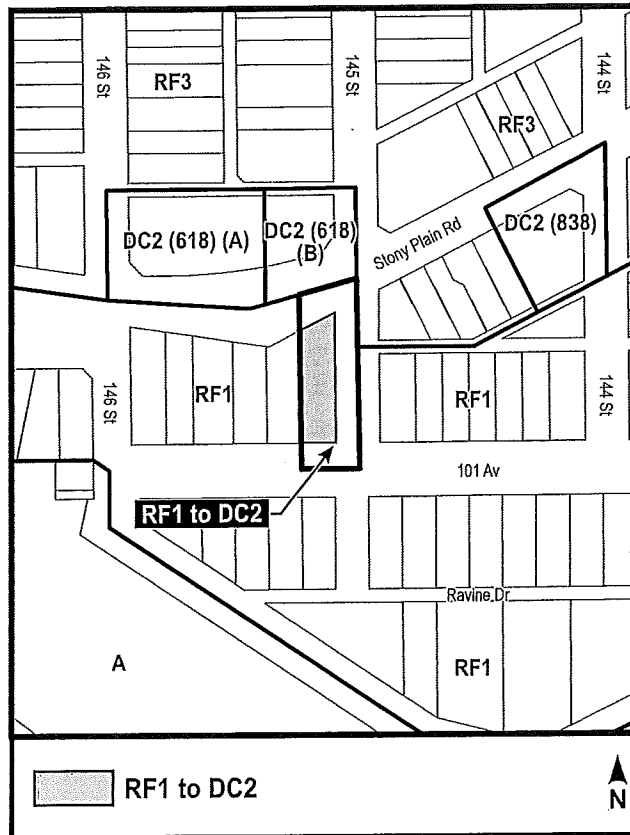 146 St
RF3
145 St
144 St
RF3
DC2 (618) (A)
DC2 (618)
(B)
Stony Plain Rd
DC2 (838)
146 St
RF1
RF1
144 St
101 Av
RF1 to DC2
Ravine Dr
A
RF1
RF1 to DC2
N